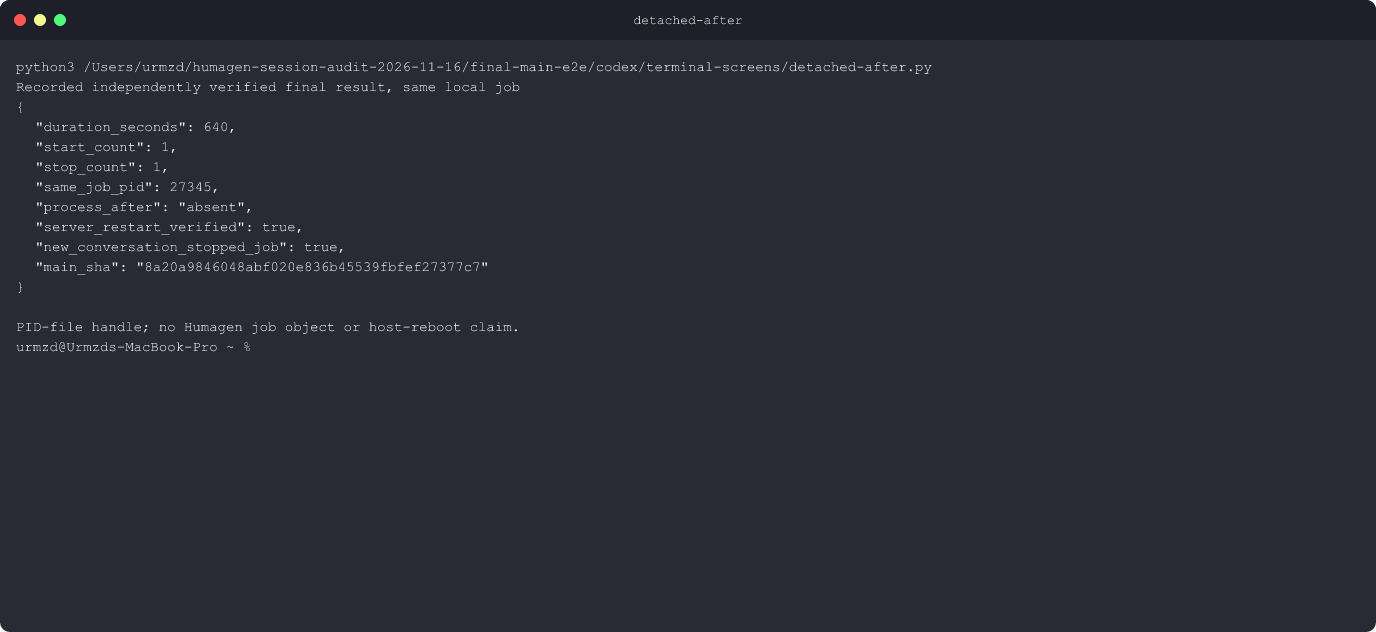 detached-after
python3 /Users/urmzd/humagen-session-audit-2026-11-16/final-main-e2e/codex/terminal-screens/detached-after.py
Recorded independently verified final result, same local job
{
  "duration_seconds": 640,
  "start_count": 1,
  "stop_count": 1,
  "same_job_pid": 27345,
  "process_after": "absent",
  "server_restart_verified": true,
  "new_conversation_stopped_job": true,
  "main_sha": "8a20a9846048abf020e836b45539fbfef27377c7"
}
PID-file handle; no Humagen job object or host-reboot claim.
urmzd@Urmzds-MacBook-Pro ~ %